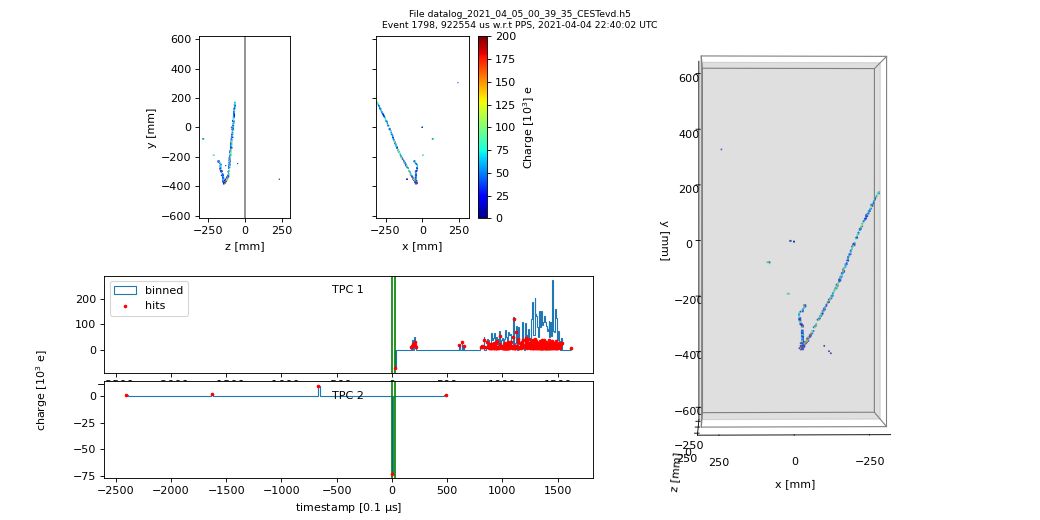 File datalog_2021_04_05_00_39_35_CESTevd.h5
Event 1798, 922554 us w.r.t PPS, 2021-04-04 22:40:02 UTC
600
400
200
0
−200
−400
−600
y [mm]
−250 0 250
z [mm]
−250 0 250
x [mm]
200
175
150
125
100
75
50
25
0
Charge [10³] e
600
400
200
0
−200
−400
−600
y [mm]
−250
0
250
z [mm]
250 0 −250
x [mm]
TPC 1
binned
hits
200
100
0
charge [10³ e]
TPC 2
0
−25
−50
−75
−2500 −2000 −1500 −1000 −500 0 500 1000 1500
timestamp [0.1 μs]